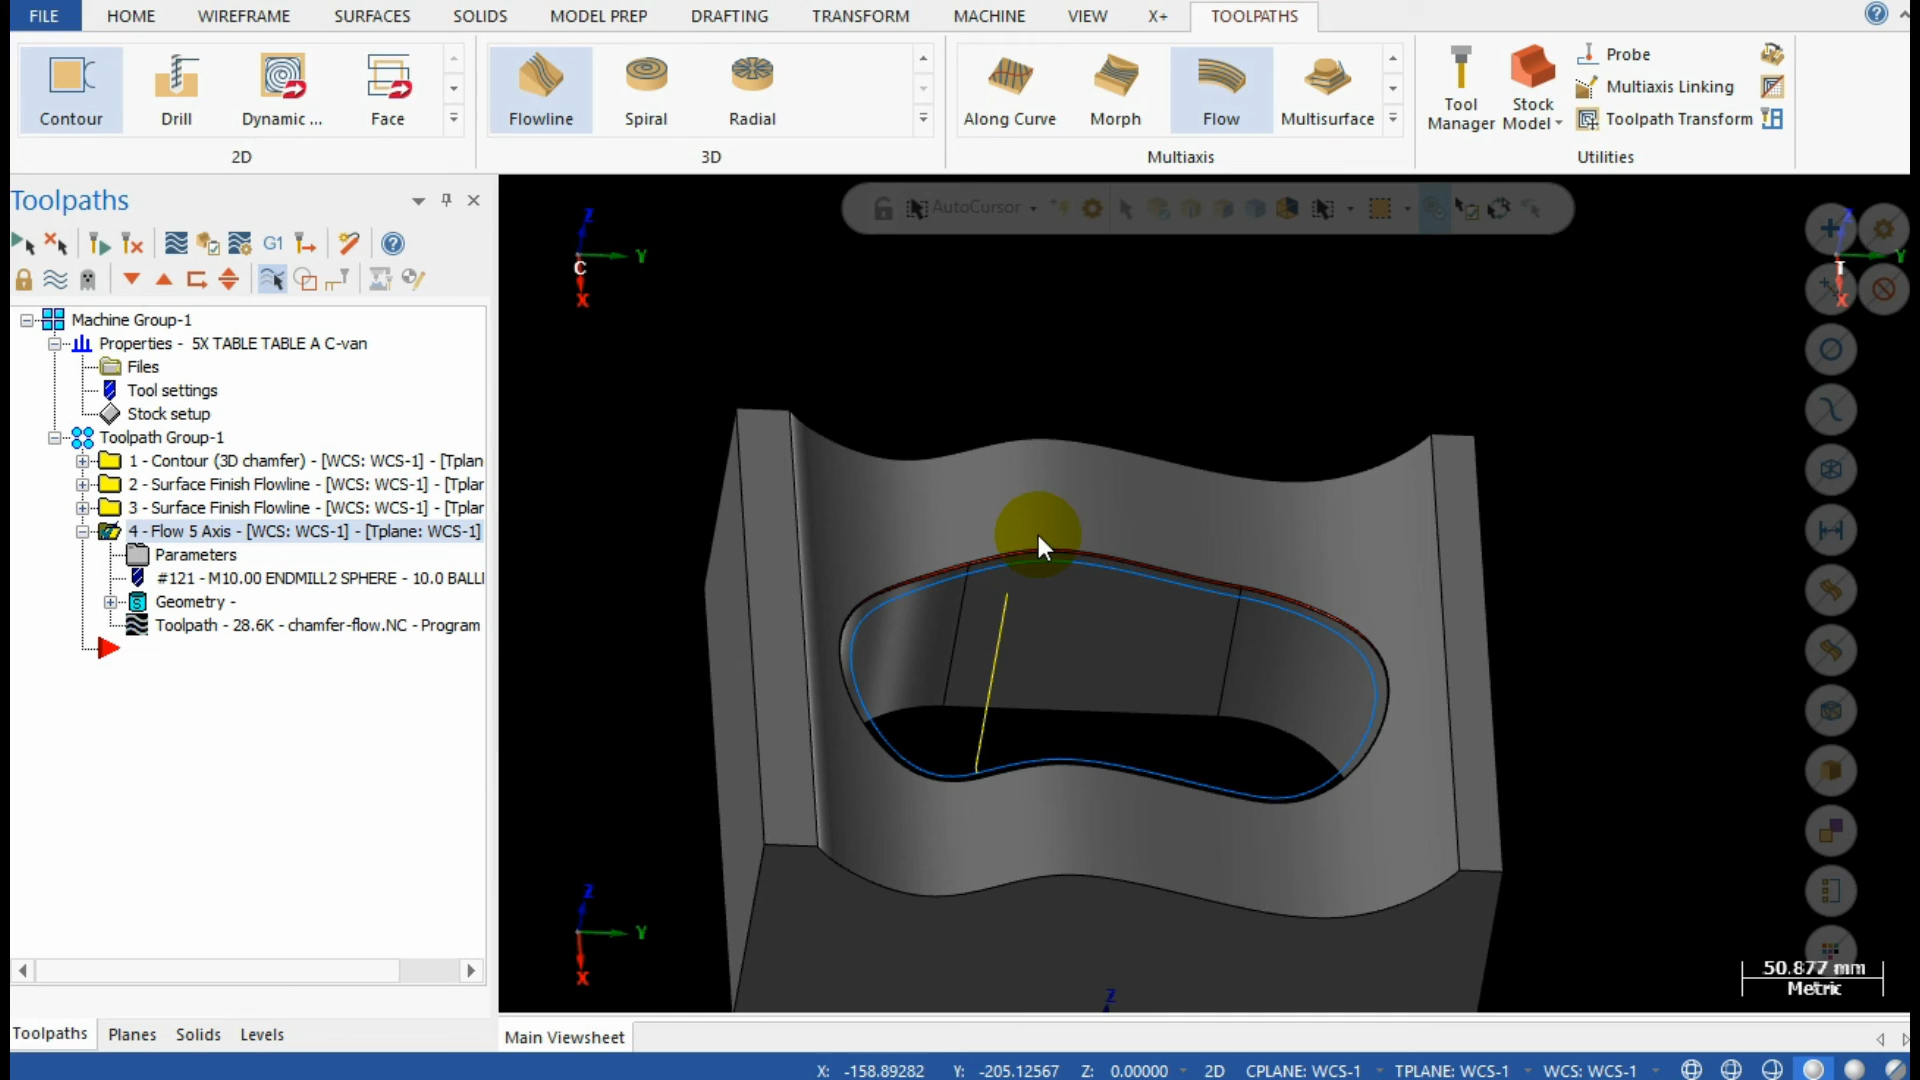 FILE HOME WIREFRAME SURFACES SOLIDS MODEL PREP DRAFTING TRANSFORM MACHINE VIEW X+ TOOLPATHS
Contour Drill Dynamic ... Face
2D
Flowline Spiral Radial
3D
Along Curve Morph Flow Multisurface
Multiaxis
Tool Manager
Stock Model
Probe
Multiaxis Linking
Toolpath Transform
Utilities
Toolpaths
G1
Machine Group-1
Properties - 5X TABLE TABLE A C-van
Files
Tool settings
Stock setup
Toolpath Group-1
1 - Contour (3D chamfer) - [WCS: WCS-1] - [Tplan
2 - Surface Finish Flowline - [WCS: WCS-1] - [Tplar
3 - Surface Finish Flowline - [WCS: WCS-1] - [Tplar
4 - Flow 5 Axis - [WCS: WCS-1] - [Tplane: WCS-1]
Parameters
#121 - M10.00 ENDMILL2 SPHERE - 10.0 BALL
Geometry -
Toolpath - 28.6K - chamfer-flow.NC - Program
Toolpaths Planes Solids Levels
AutoCursor
Z
Y
C
X
Z
Y
T
X
Z
Y
X
Z
50.877 mm
Metric
Main Viewsheet
X: -158.89282 Y: -205.12567 Z: 0.00000 2D CPLANE: WCS-1 TPLANE: WCS-1 WCS: WCS-1